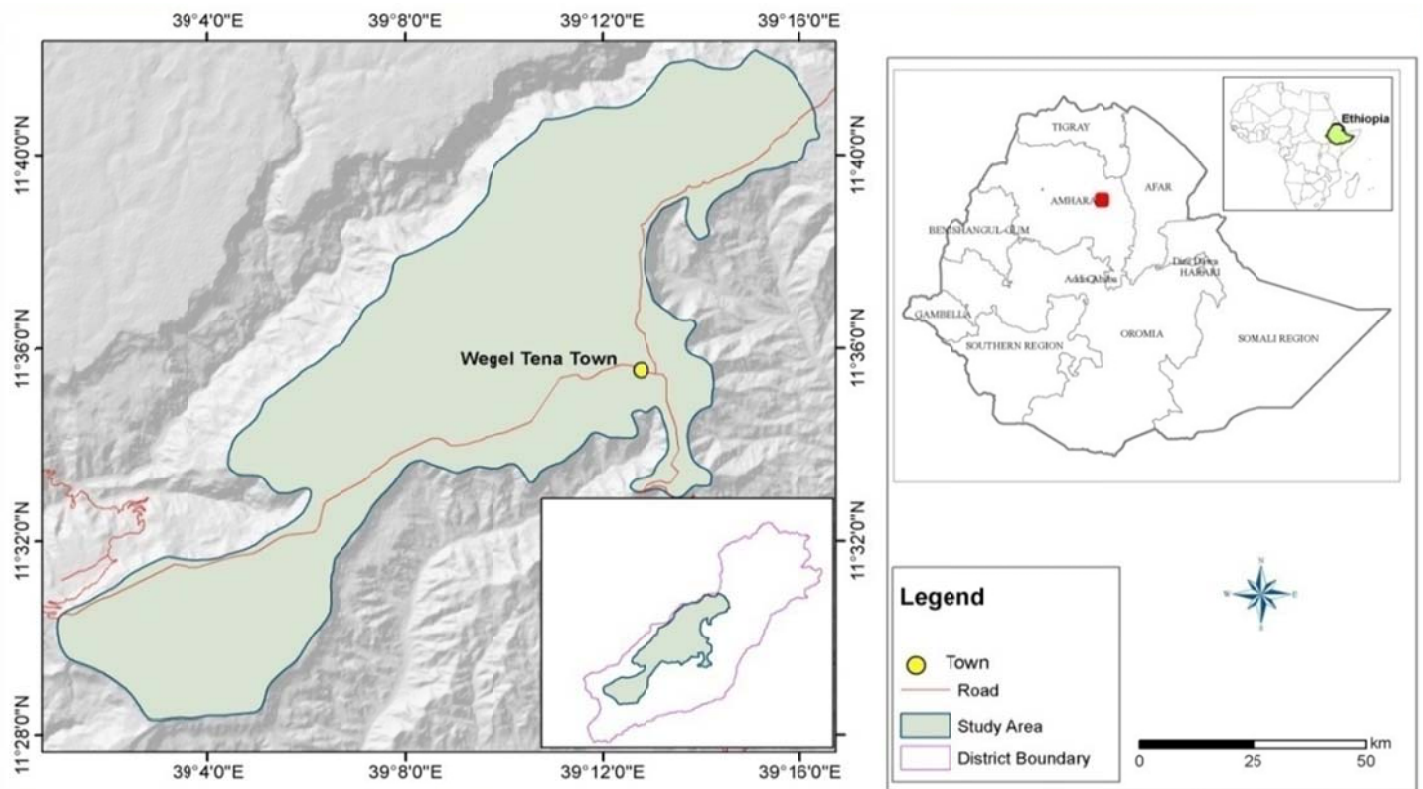 39°4'0"E 39°8'0"E 39°12'0"E 39°16'0"E
11°40'0"N
11°36'0"N
11°32'0"N
11°28'0"N
Wegel Tena Town
11°40'0"N
11°36'0"N
11°32'0"N
11°28'0"N
39°4'0"E 39°8'0"E 39°12'0"E 39°16'0"E
Ethiopia
TIGRAY
AFAR
AMHARA
BENISHANGUL-GUM
Dire Dawa
HARARI
Addis Ababa
GAMBELLA
OROMIA
SOMALI REGION
SOUTHERN REGION
Legend
Town
Road
Study Area
District Boundary
N
W E
S
km
0 25 50